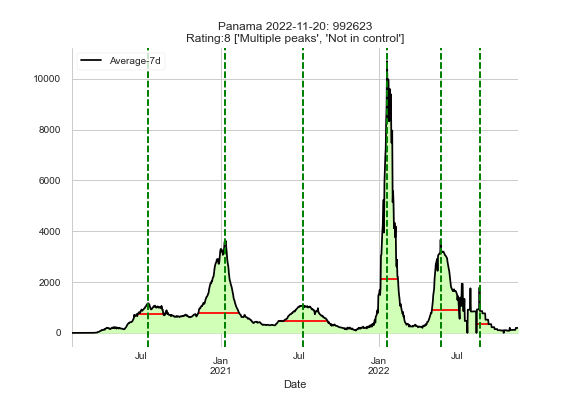 Panama 2022-11-20: 992623
Rating:8 ['Multiple peaks', 'Not in control']
Average-7d
10000
8000
6000
4000
2000
0
Jul
Jan
2021
Jul
Jan
2022
Jul
Date